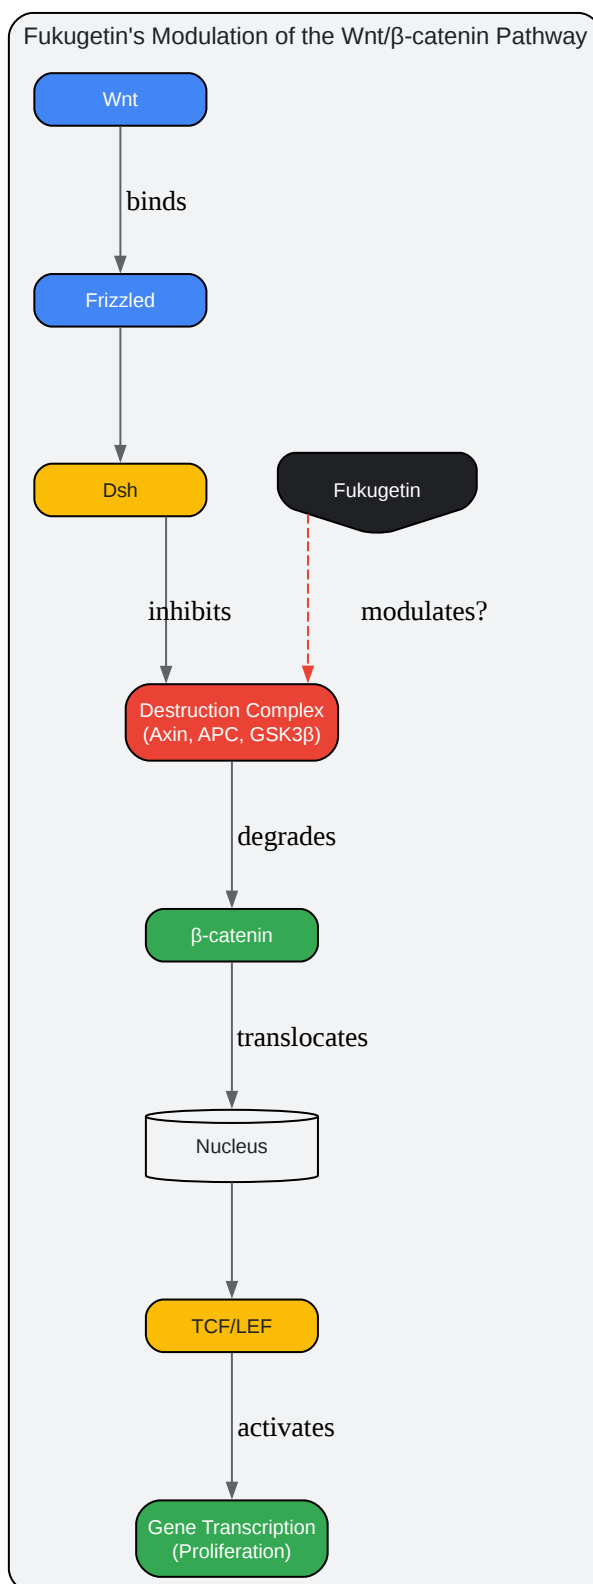 Fukugetin's Modulation of the Wnt/β-catenin Pathway
Wnt
binds
Frizzled
Dsh
Fukugetin
inhibits
modulates?
Destruction Complex
(Axin, APC, GSK3β)
degrades
β-catenin
translocates
Nucleus
TCF/LEF
activates
Gene Transcription
(Proliferation)